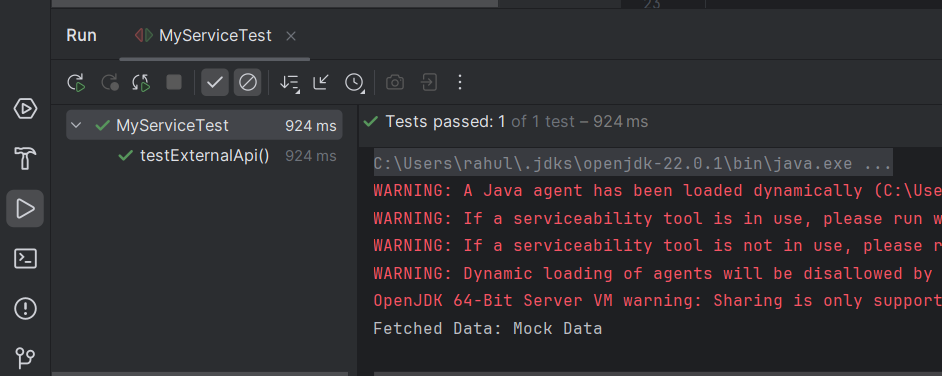 23
Run MyServiceTest
MyServiceTest 924 ms
testExternalApi() 924 ms
Tests passed: 1 of 1 test – 924 ms
C:\Users\rahul\.jdks\openjdk-22.0.1\bin\java.exe ...
WARNING: A Java agent has been loaded dynamically (C:\Use
WARNING: If a serviceability tool is in use, please run w
WARNING: If a serviceability tool is not in use, please r
WARNING: Dynamic loading of agents will be disallowed by
OpenJDK 64-Bit Server VM warning: Sharing is only support
Fetched Data: Mock Data